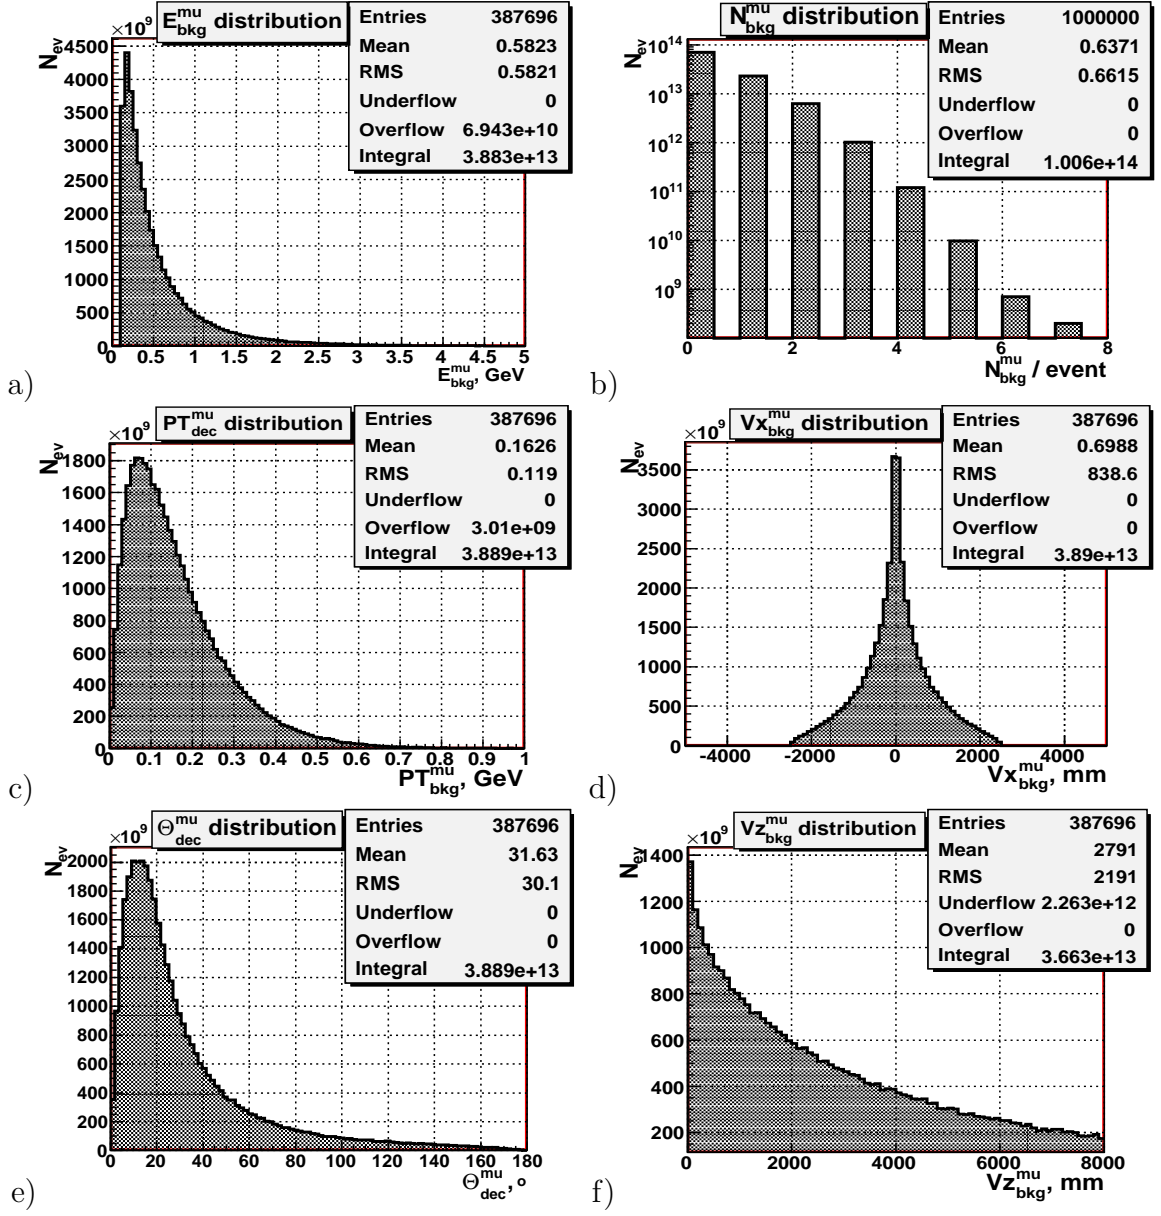 E^mu_bkg distribution
Entries 387696
Mean 0.5823
RMS 0.5821
Underflow 0
Overflow 6.943e+10
Integral 3.883e+13
×10^9
N_ev
4500
4000
3500
3000
2500
2000
1500
1000
500
0
0 0.5 1 1.5 2 2.5 3 3.5 4 4.5 5
E^mu_bkg, GeV
a)
N^mu_bkg distribution
Entries 1000000
Mean 0.6371
RMS 0.6615
Underflow 0
Overflow 0
Integral 1.006e+14
N_ev
10^14
10^13
10^12
10^11
10^10
10^9
0 2 4 6 8
N^mu_bkg / event
b)
PT^mu_dec distribution
Entries 387696
Mean 0.1626
RMS 0.119
Underflow 0
Overflow 3.01e+09
Integral 3.889e+13
×10^9
N_ev
1800
1600
1400
1200
1000
800
600
400
200
0
0 0.1 0.2 0.3 0.4 0.5 0.6 0.7 0.8 0.9 1
PT^mu_bkg, GeV
c)
Vx^mu_bkg distribution
Entries 387696
Mean 0.6988
RMS 838.6
Underflow 0
Overflow 0
Integral 3.89e+13
×10^9
N_ev
3500
3000
2500
2000
1500
1000
500
0
-4000 -2000 0 2000 4000
Vx^mu_bkg, mm
d)
Θ^mu_dec distribution
Entries 387696
Mean 31.63
RMS 30.1
Underflow 0
Overflow 0
Integral 3.889e+13
×10^9
N_ev
2000
1800
1600
1400
1200
1000
800
600
400
200
0
0 20 40 60 80 100 120 140 160 180
Θ^mu_dec, °
e)
Vz^mu_bkg distribution
Entries 387696
Mean 2791
RMS 2191
Underflow 2.263e+12
Overflow 0
Integral 3.663e+13
×10^9
N_ev
1400
1200
1000
800
600
400
200
0 2000 4000 6000 8000
Vz^mu_bkg, mm
f)